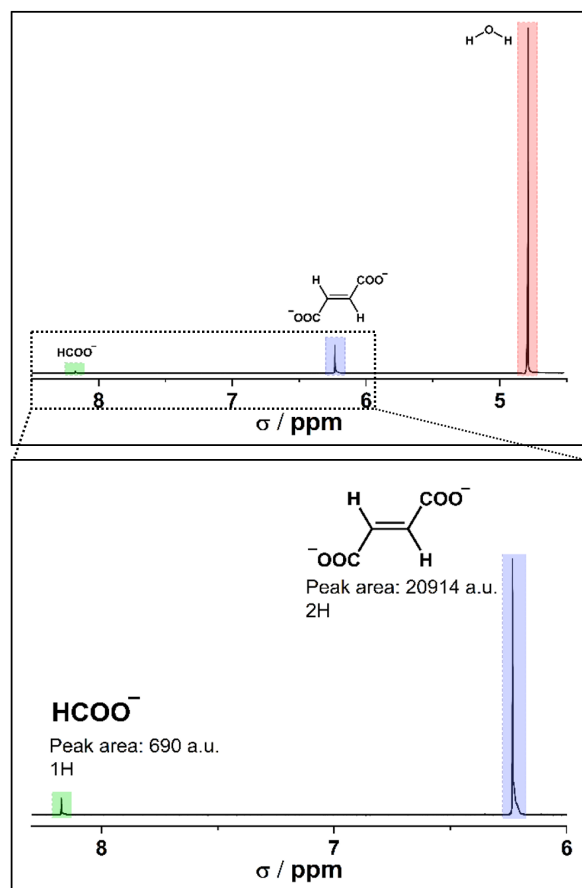 H O H
H COO⁻
⁻OOC H
HCOO⁻
8 7 6 5
σ / ppm
H COO⁻
⁻OOC H
Peak area: 20914 a.u.
2H
HCOO⁻
Peak area: 690 a.u.
1H
8 7 6
σ / ppm